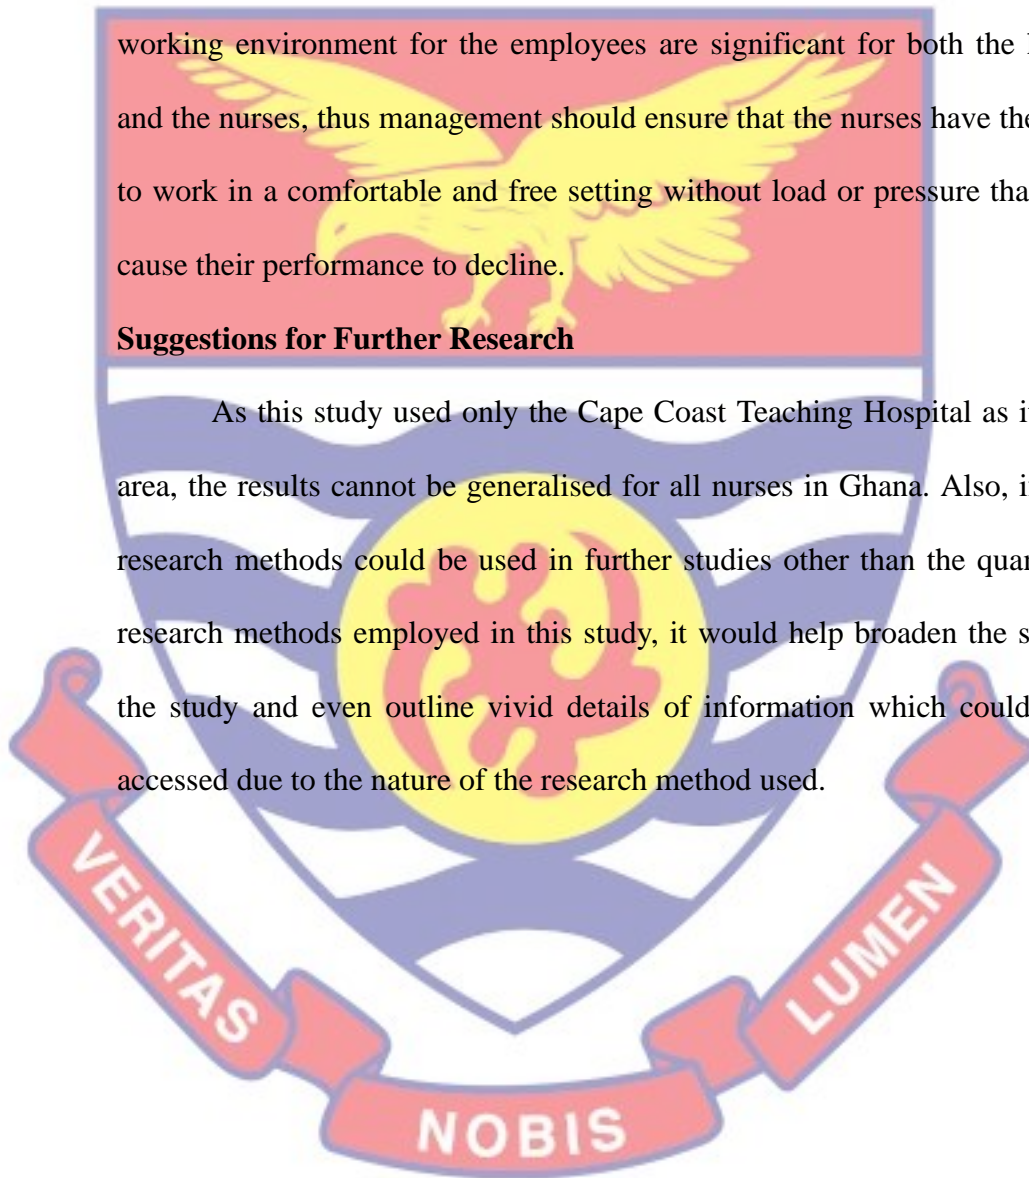 working environment for the employees are significant for both the
and the nurses, thus management should ensure that the nurses have the
to work in a comfortable and free setting without load or pressure
cause their performance to decline.
Suggestions for Further Research
As this study used only the Cape Coast Teaching Hospital as
area, the results cannot be generalised for all nurses in Ghana. Also,
research methods could be used in further studies other than the
research methods employed in this study, it would help broaden the
the study and even outline vivid details of information which could
accessed due to the nature of the research method used.
VERITAS
NOBIS
LUMEN